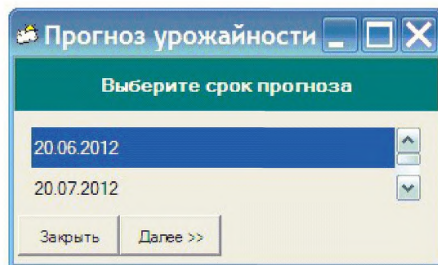 Прогноз урожайности
Выберите срок прогноза
20.06.2012
20.07.2012
Закрыть Далее >>